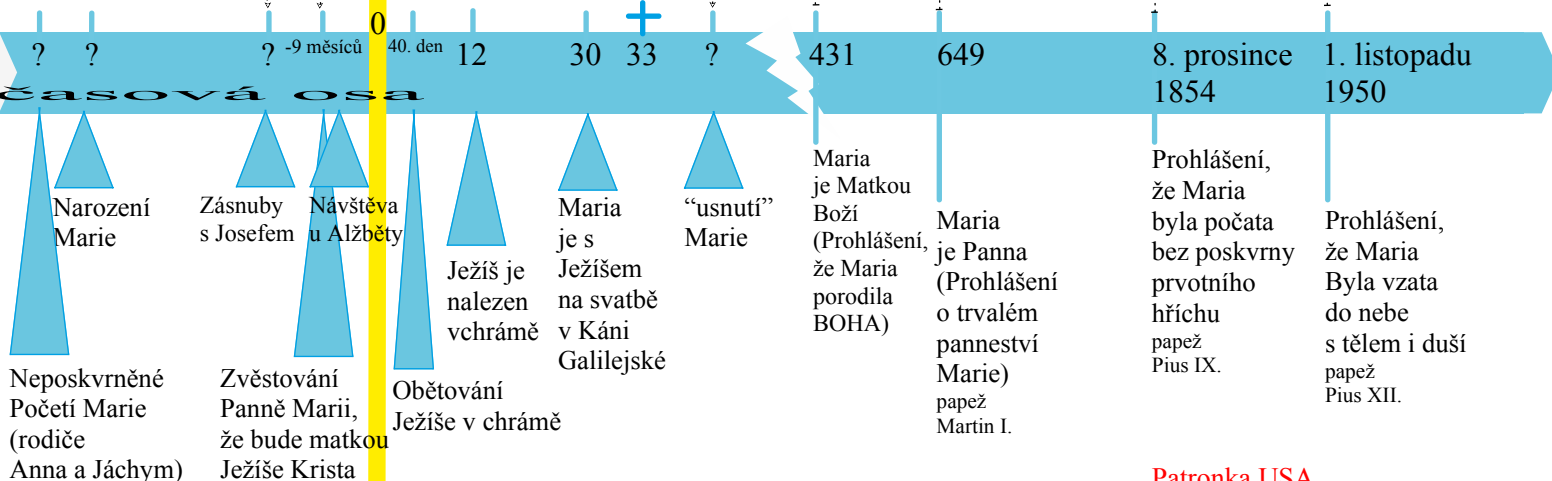 0
? ? ? -9 měsíců 40. den 12 30 33 ? 431 649 8. prosince 1854 1. listopadu 1950
časová osa
Narození
Marie
Zásnuby
s Josefem
Návštěva
u Alžběty
Ježíš je
nalezen
vchrámě
Maria
je s
Ježíšem
na svatbě
v Káni
Galilejské
“usnutí”
Marie
Maria
je Matkou
Boží
(Prohlášení,
že Maria
porodila
BOHA)
Maria
je Panna
(Prohlášení
o trvalém
panneství
Marie)
papež
Martin I.
Prohlášení,
že Maria
byla počata
bez poskvrny
prvotního
hříchu
papež
Pius IX.
Prohlášení,
že Maria
Byla vzata
do nebe
s tělem i duší
papež
Pius XII.
Neposkvrněné
Početí Marie
(rodiče
Anna a Jáchym)
Zvěstování
Panně Marii,
že bude matkou
Ježíše Krista
Obětování
Ježíše v chrámě
Patronka USA